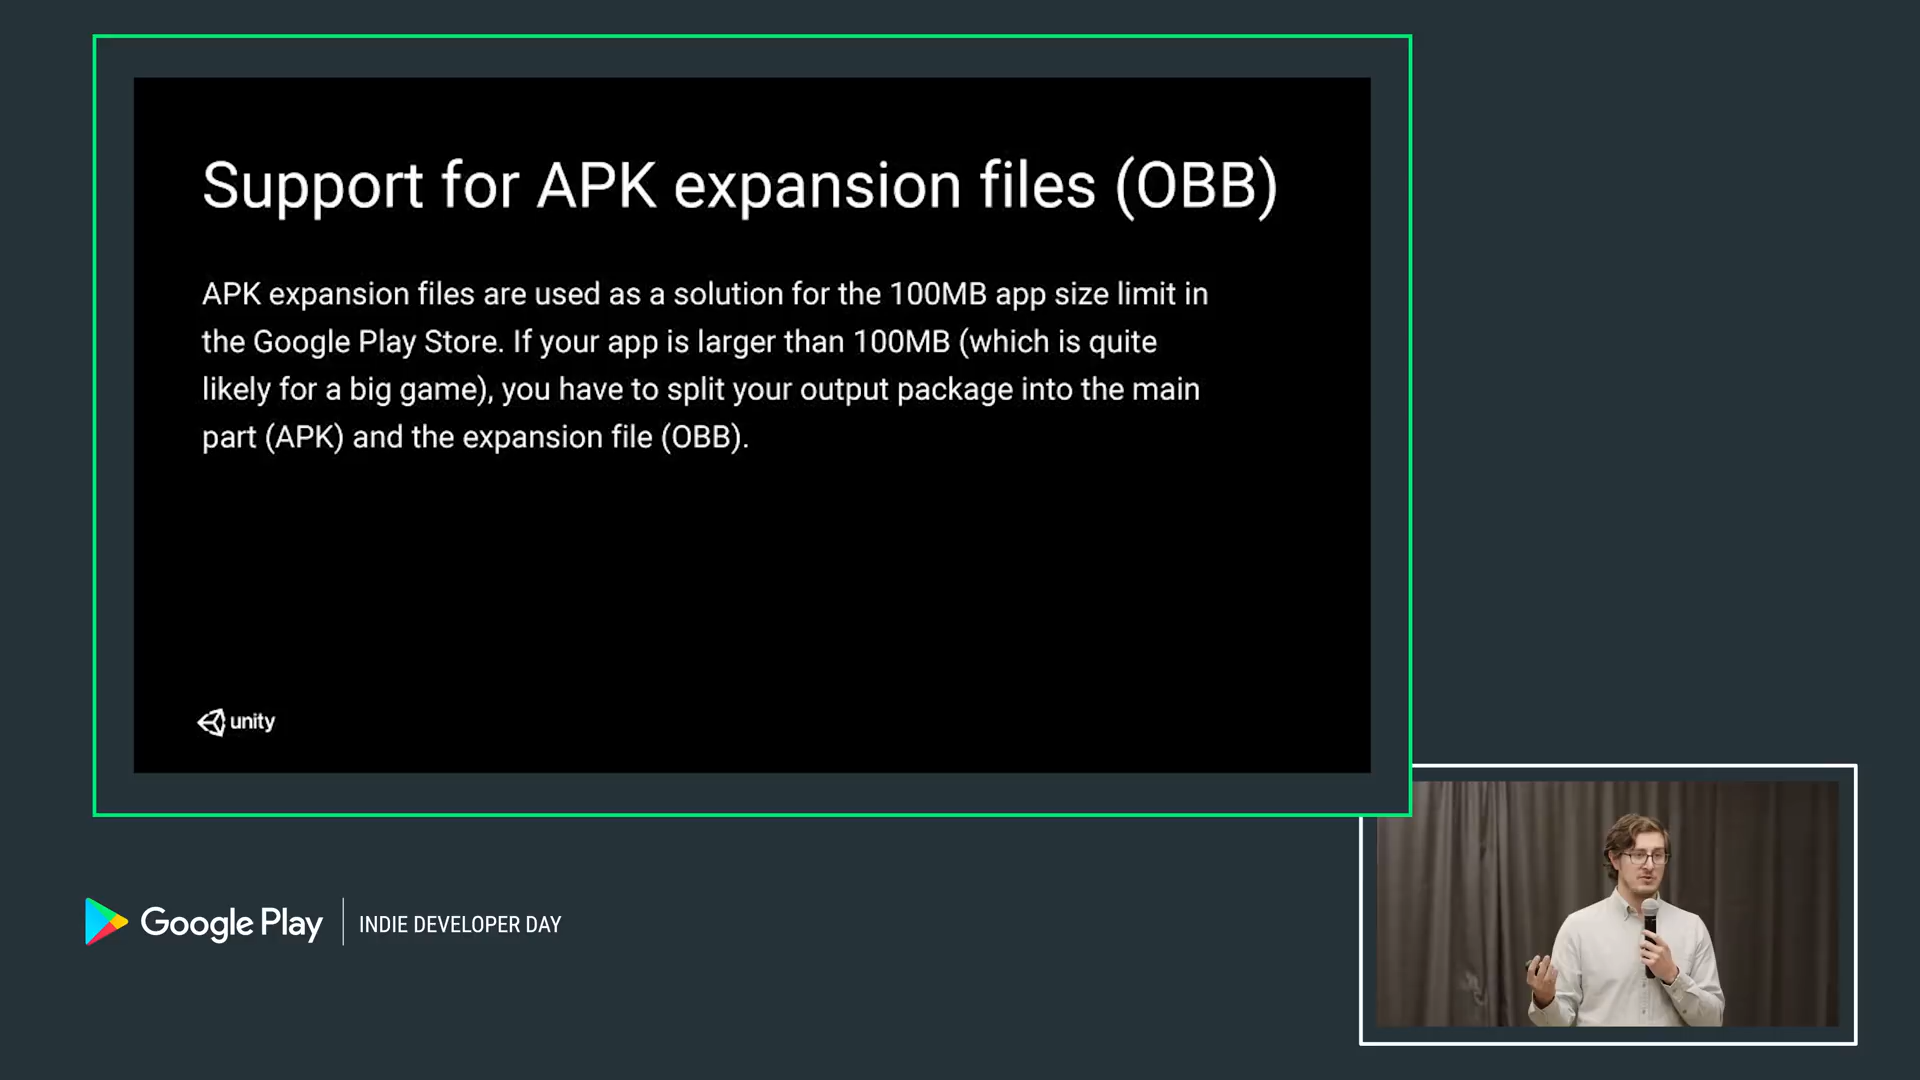 Support for APK expansion files (OBB)
APK expansion files are used as a solution for the 100MB app size limit in
the Google Play Store. If your app is larger than 100MB (which is quite
likely for a big game), you have to split your output package into the main
part (APK) and the expansion file (OBB).
unity
Google Play
INDIE DEVELOPER DAY